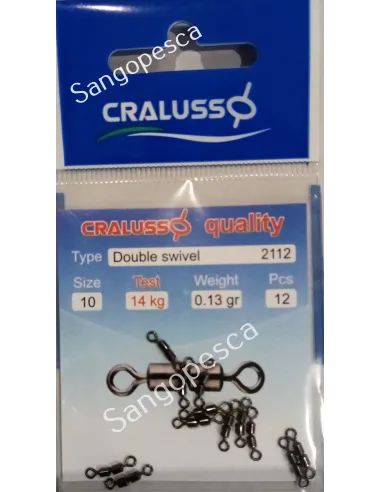 Sangopesca
CRALUSSO
CRALUSSO quality
Type Double swivel 2112
Size Test Weight Pcs
10 14 kg 0.13 gr 12
Sangopesca
Sangopesca